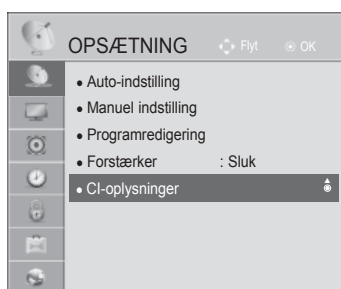 OPSÆTNING Flyt OK
• Auto-indstilling
• Manuel indstilling
• Programredigering
• Forstærker : Sluk
• CI-oplysninger